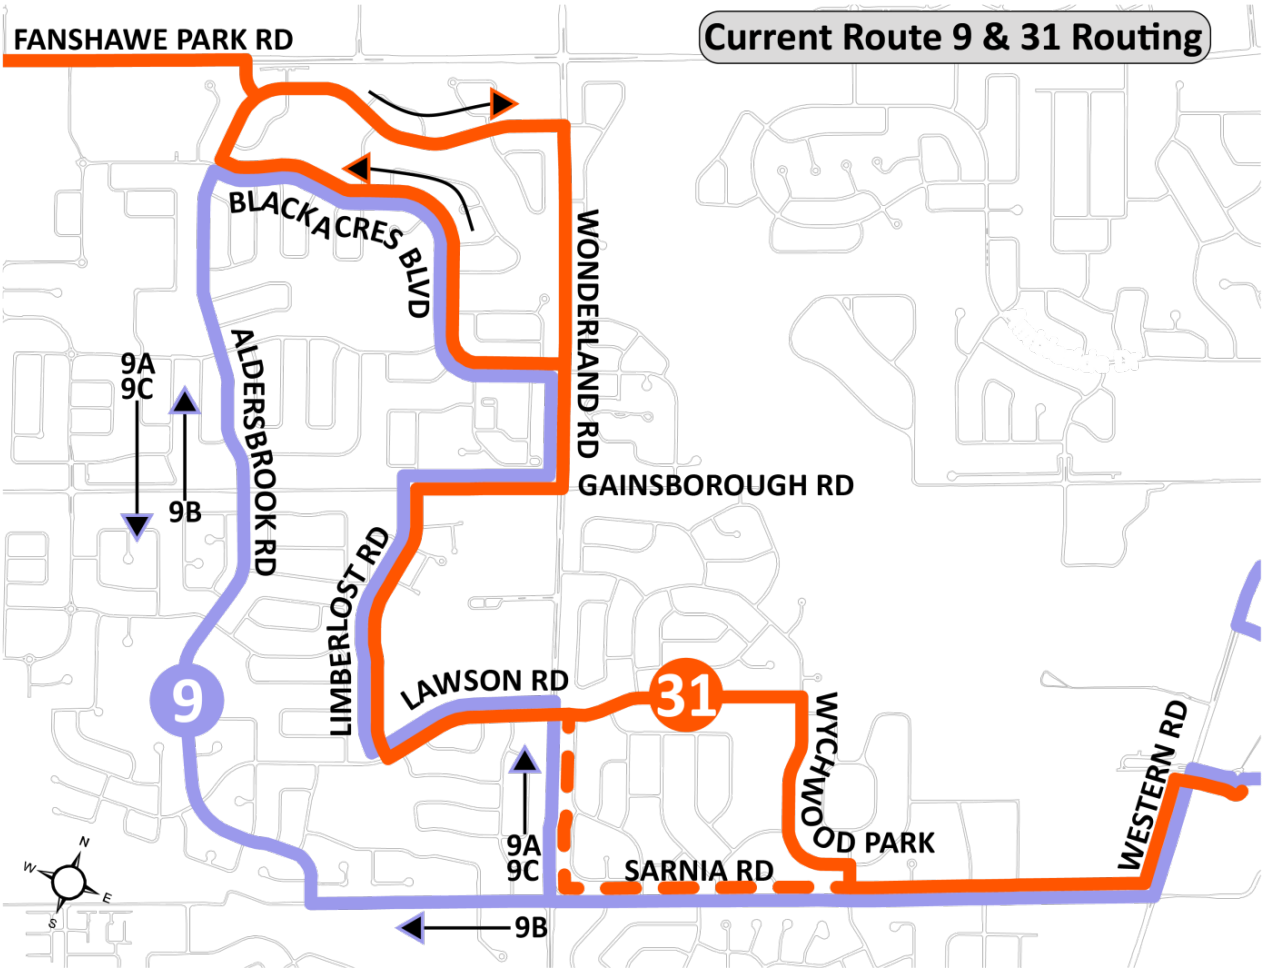 FANSHAWE PARK RD
Current Route 9 & 31 Routing
BLACKACRES BLVD
WONDERLAND RD
ALDERSBROOK RD
9A
9C
9B
GAINSBOROUGH RD
LIMBERLOST RD
LAWSON RD
31
9
WYCHWOOD PARK
WESTERN RD
9A
9C
SARNIA RD
9B
N
W
E
S